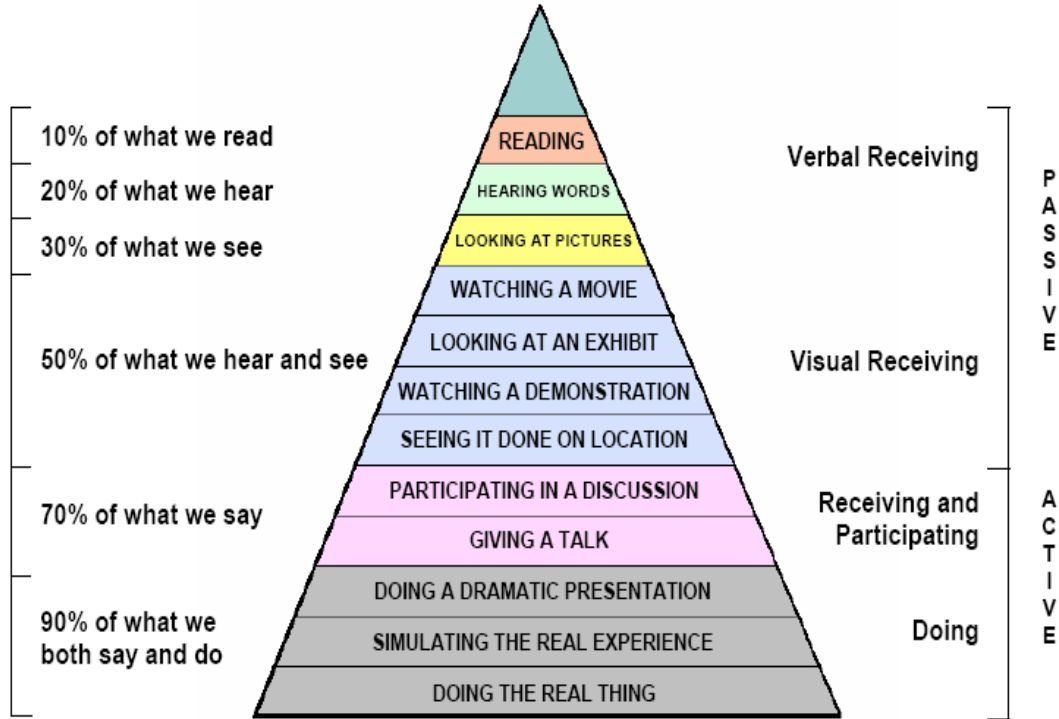 10% of what we read
20% of what we hear
30% of what we see
50% of what we hear and see
70% of what we say
90% of what we
both say and do
READING
HEARING WORDS
LOOKING AT PICTURES
WATCHING A MOVIE
LOOKING AT AN EXHIBIT
WATCHING A DEMONSTRATION
SEEING IT DONE ON LOCATION
PARTICIPATING IN A DISCUSSION
GIVING A TALK
DOING A DRAMATIC PRESENTATION
SIMULATING THE REAL EXPERIENCE
DOING THE REAL THING
Verbal Receiving
Visual Receiving
Receiving and
Participating
Doing
PASSIVE
ACTIVE